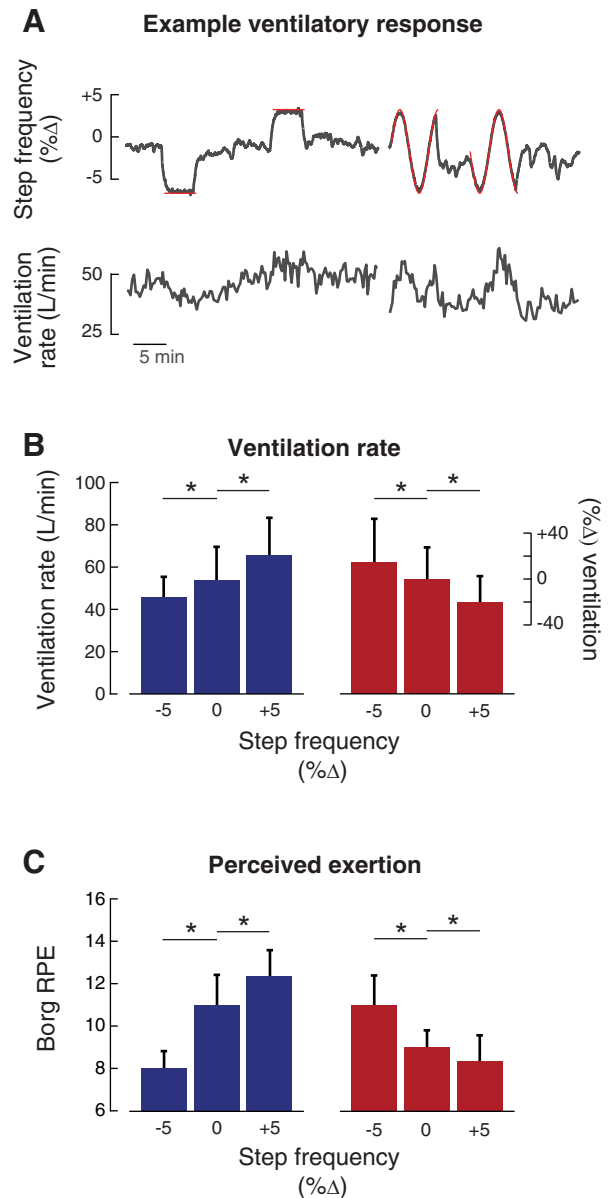 A
Example ventilatory response
Step frequency
(%Δ)
+5
0
-5
Ventilation
rate (L/min)
50
25
5 min
B
Ventilation rate
Ventilation rate (L/min)
100
80
60
40
20
0
* * * *
+40
0
-40
(%Δ) ventilation
-5 0 +5 -5 0 +5
Step frequency
(%Δ)
C
Perceived exertion
Borg RPE
16
14
12
10
8
6
* * * *
-5 0 +5 -5 0 +5
Step frequency
(%Δ)